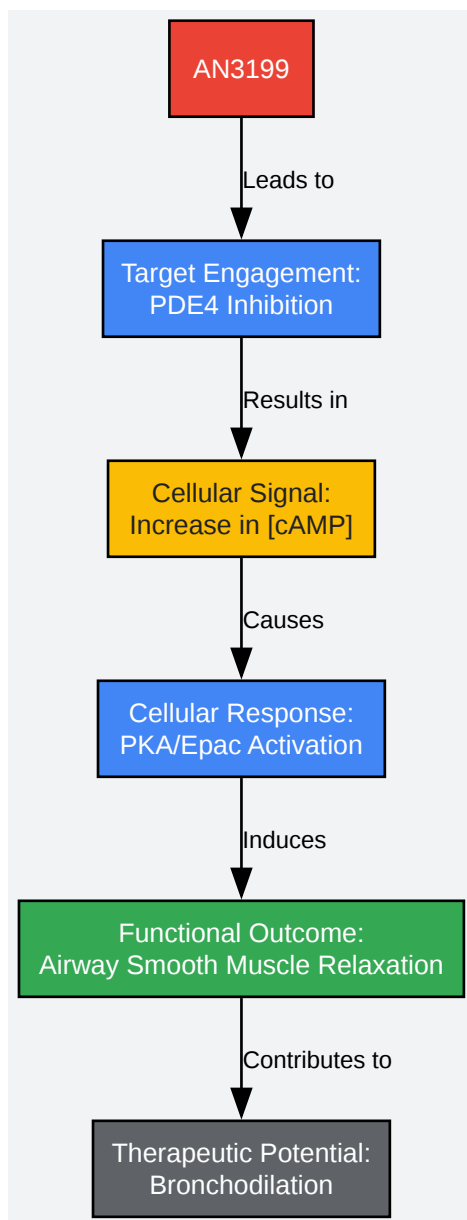 AN3199
Leads to
Target Engagement:
PDE4 Inhibition
Results in
Cellular Signal:
Increase in [cAMP]
Causes
Cellular Response:
PKA/Epac Activation
Induces
Functional Outcome:
Airway Smooth Muscle Relaxation
Contributes to
Therapeutic Potential:
Bronchodilation